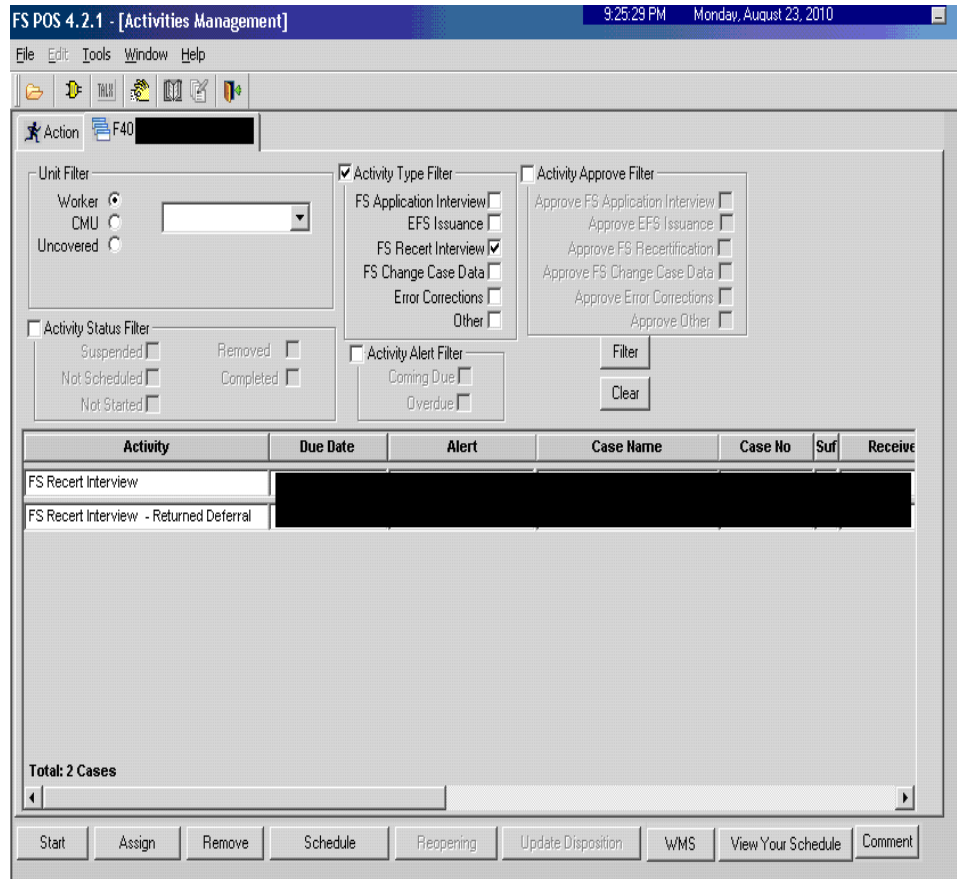 FS POS 4.2.1 - [Activities Management] 9:25:29 PM Monday, August 23, 2010
File Edit Tools Window Help
TALX
Action F40
Unit Filter
Worker
CMU
Uncovered
Activity Type Filter
FS Application Interview
EFS Issuance
FS Recert Interview
FS Change Case Data
Error Corrections
Other
Activity Approve Filter
Approve FS Application Interview
Approve EFS Issuance
Approve FS Recertification
Approve FS Change Case Data
Approve Error Corrections
Approve Other
Activity Status Filter
Suspended Removed
Not Scheduled Completed
Not Started
Activity Alert Filter
Coming Due
Overdue
Filter
Clear
Activity Due Date Alert Case Name Case No Suf Receive
FS Recert Interview
FS Recert Interview - Returned Deferral
Total: 2 Cases
Start Assign Remove Schedule Reopening Update Disposition WMS View Your Schedule Comment